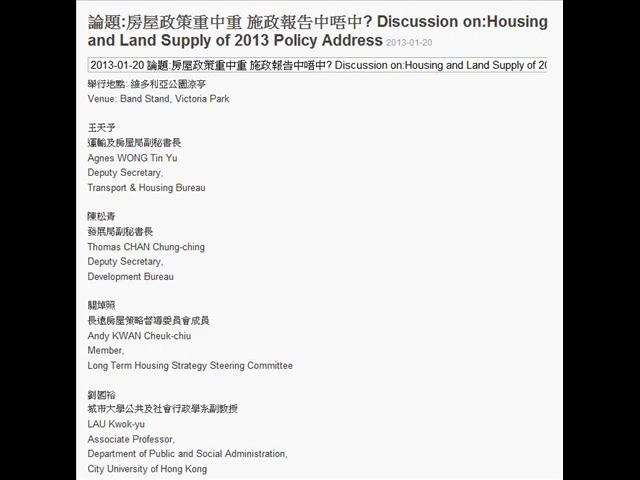 論題:房屋政策重中重 施政報告中唔中? Discussion on:Housing
and Land Supply of 2013 Policy Address 2013-01-20
2013-01-20 論題:房屋政策重中重 施政報告中唔中? Discussion on:Housing and Land Supply of 20
舉行地點: 維多利亞公園涼亭
Venue: Band Stand, Victoria Park
王天予
運輸及房屋局副秘書長
Agnes WONG Tin Yu
Deputy Secretary,
Transport & Housing Bureau
陳松青
發展局副秘書長
Thomas CHAN Chung-ching
Deputy Secretary,
Development Bureau
關焯照
長遠房屋策略督導委員會成員
Andy KWAN Cheuk-chiu
Member,
Long Term Housing Strategy Steering Committee
劉國裕
城市大學公共及社會行政學系副教授
LAU Kwok-yu
Associate Professor,
Department of Public and Social Administration,
City University of Hong Kong